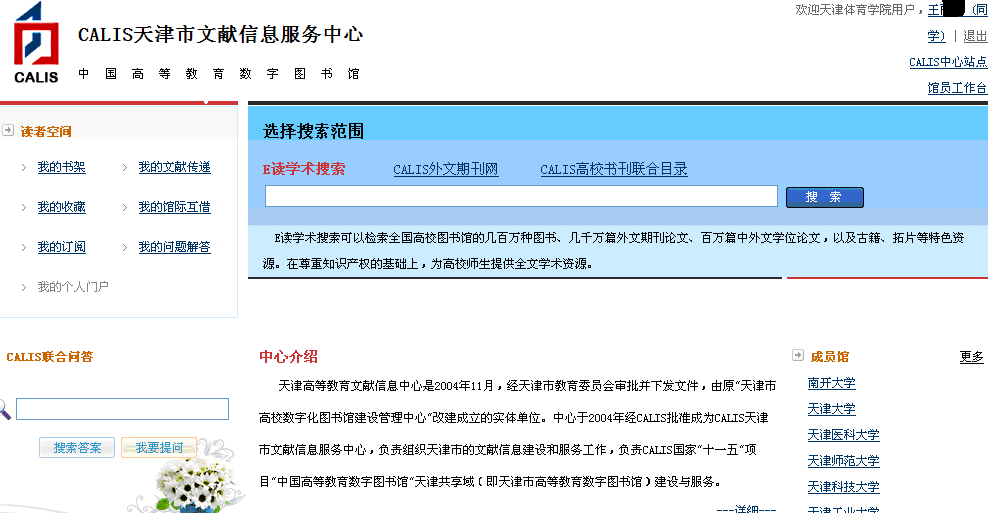 CALIS
CALIS天津市文献信息服务中心
中国高等教育数字图书馆
欢迎天津体育学院用户，王 (同
学) | 退出
CALIS中心站点
馆员工作台
读者空间
我的书架 我的文献传递
我的收藏 我的馆际互借
我的订阅 我的问题解答
我的个人门户
选择搜索范围
E读学术搜索 CALIS外文期刊网 CALIS高校书刊联合目录
搜 索
E读学术搜索可以检索全国高校图书馆的几百万种图书、几千万篇外文期刊论文、百万篇中外文学位论文，以及古籍、拓片等特色资
源。在尊重知识产权的基础上，为高校师生提供全文学术资源。
CALIS联合问答
搜索答案 我要提问
中心介绍
天津高等教育文献信息中心是2004年11月，经天津市教育委员会审批并下发文件，由原“天津市
高校数字化图书馆建设管理中心”改建成立的实体单位。中心于2004年经CALIS批准成为CALIS天津
市文献信息服务中心，负责组织天津市的文献信息建设和服务工作，负责CALIS国家“十一五”项
目“中国高等教育数字图书馆”天津共享域（即天津市高等教育数字图书馆）建设与服务。
---详细---
成员馆 更多
南开大学
天津大学
天津医科大学
天津师范大学
天津科技大学
天津工业大学